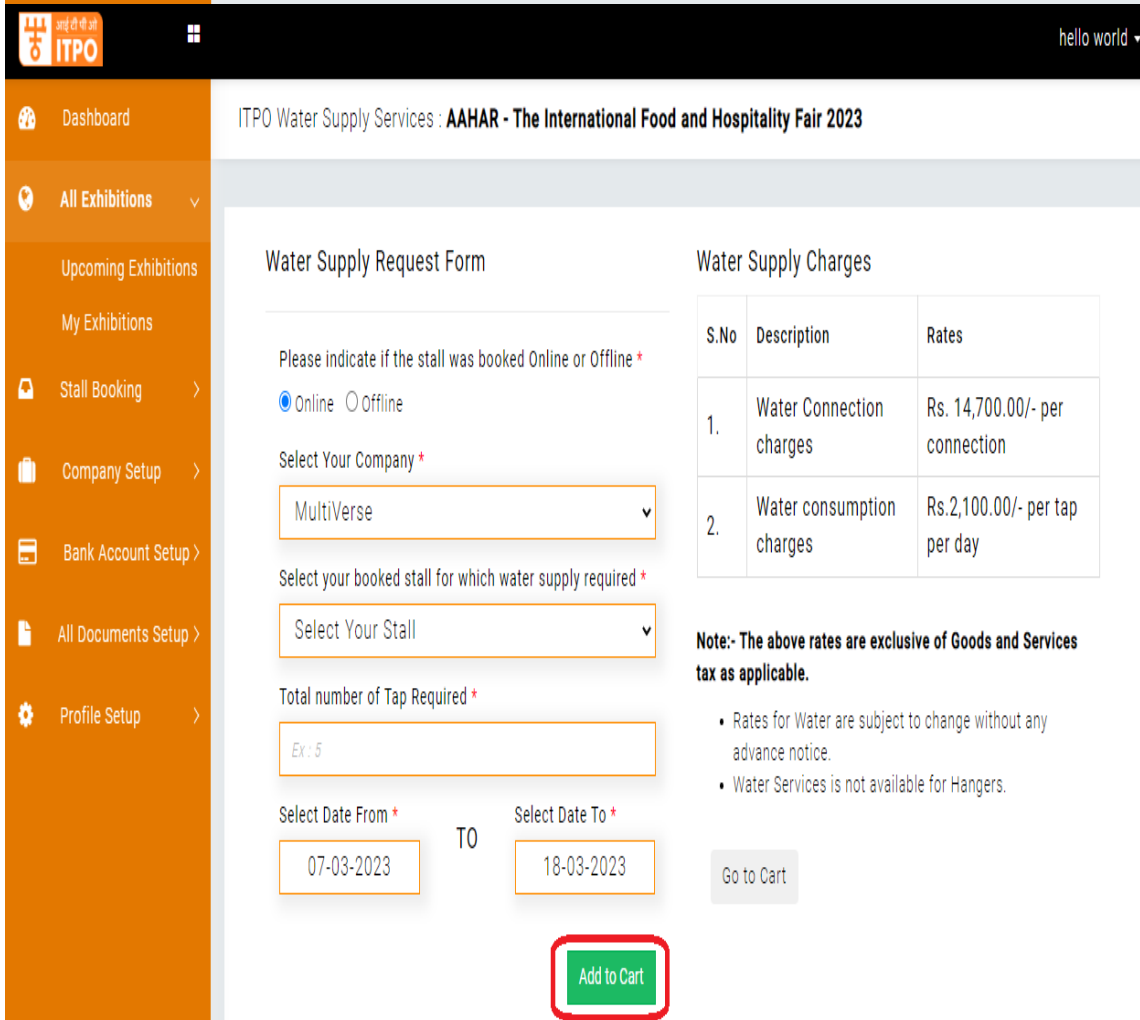 आई टी पी ओ
ITPO
hello world
Dashboard
All Exhibitions
Upcoming Exhibitions
My Exhibitions
Stall Booking
Company Setup
Bank Account Setup
All Documents Setup
Profile Setup
ITPO Water Supply Services : AAHAR - The International Food and Hospitality Fair 2023
Water Supply Request Form
Please indicate if the stall was booked Online or Offline *
Online Offline
Select Your Company *
MultiVerse
Select your booked stall for which water supply required *
Select Your Stall
Total number of Tap Required *
Ex : 5
Select Date From * TO Select Date To *
07-03-2023 18-03-2023
Add to Cart
Water Supply Charges
S.No Description Rates
1. Water Connection charges Rs. 14,700.00/- per connection
2. Water consumption charges Rs.2,100.00/- per tap per day
Note:- The above rates are exclusive of Goods and Services
tax as applicable.
• Rates for Water are subject to change without any
advance notice.
• Water Services is not available for Hangers.
Go to Cart